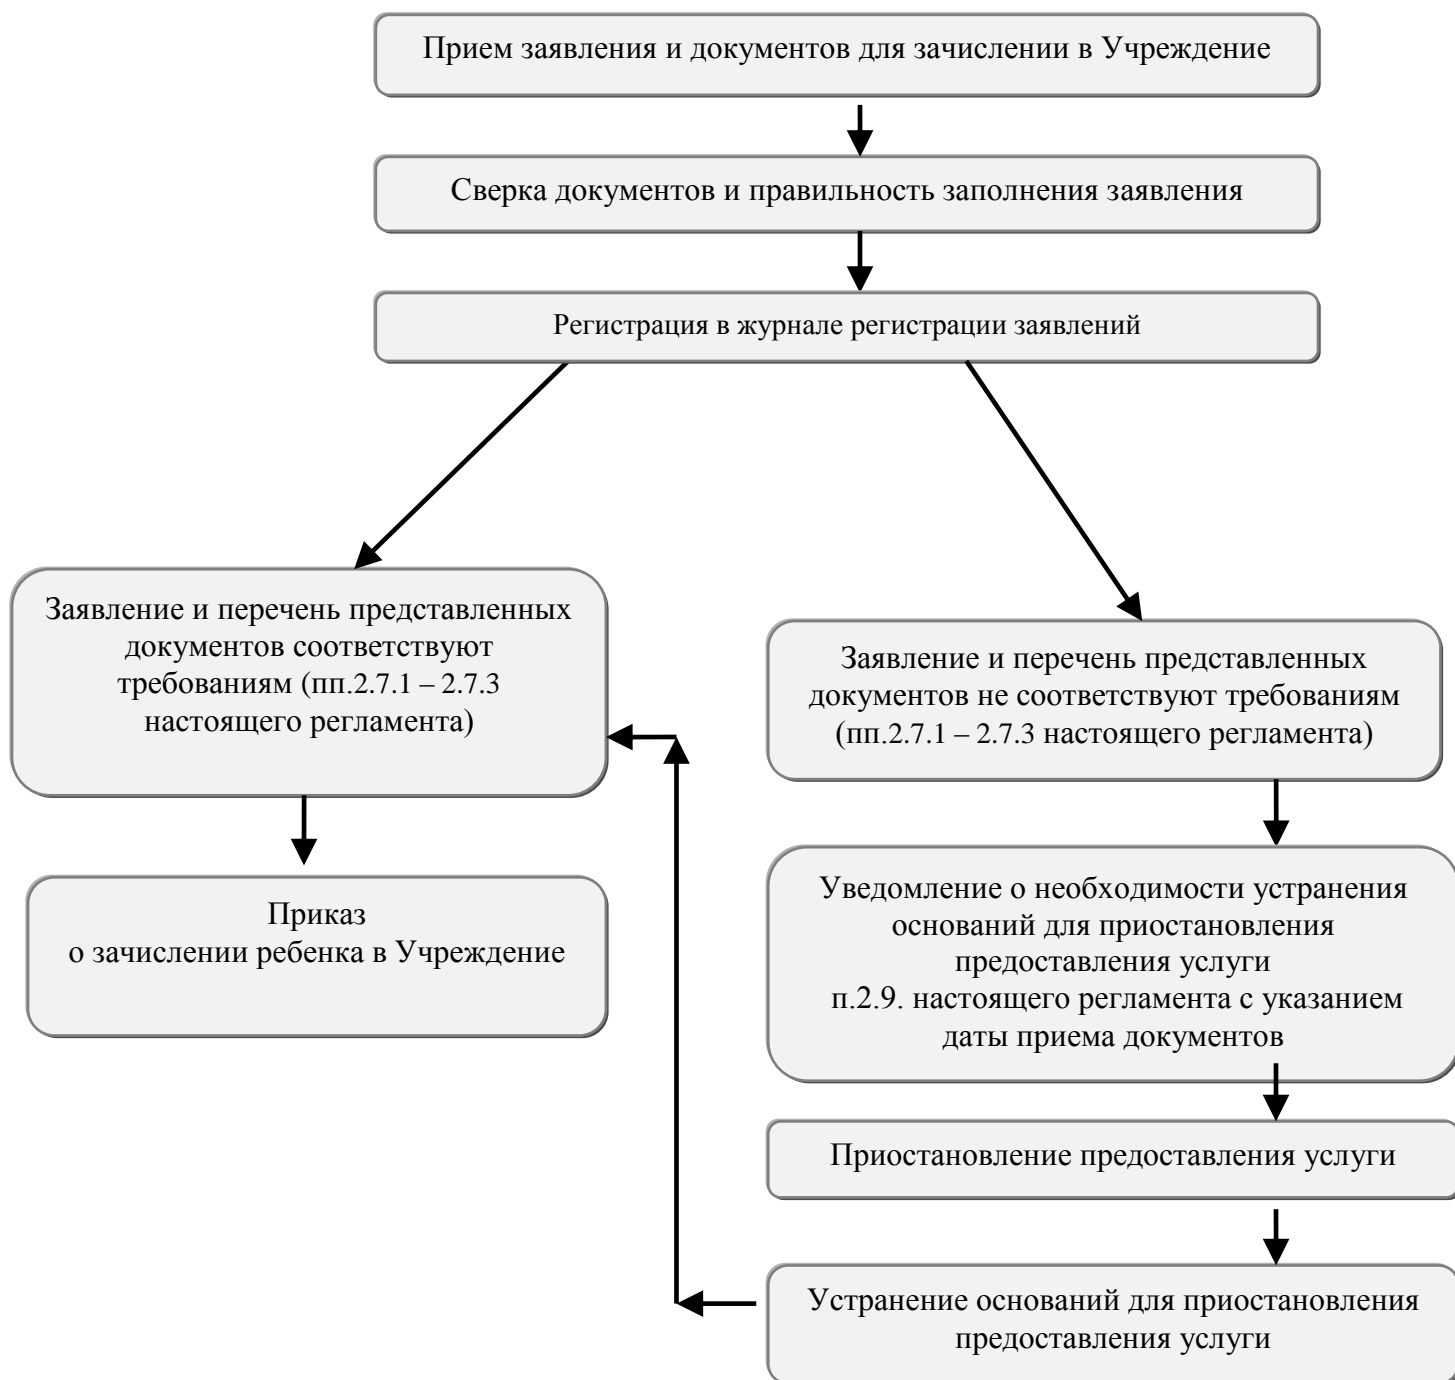 Прием заявления и документов для зачислении в Учреждение
Сверка документов и правильность заполнения заявления
Регистрация в журнале регистрации заявлений
Заявление и перечень представленных
документов соответствуют
требованиям (пп.2.7.1 – 2.7.3
настоящего регламента)
Приказ
о зачислении ребенка в Учреждение
Заявление и перечень представленных
документов не соответствуют требованиям
(пп.2.7.1 – 2.7.3 настоящего регламента)
Уведомление о необходимости устранения
оснований для приостановления
предоставления услуги
п.2.9. настоящего регламента с указанием
даты приема документов
Приостановление предоставления услуги
Устранение оснований для приостановления
предоставления услуги